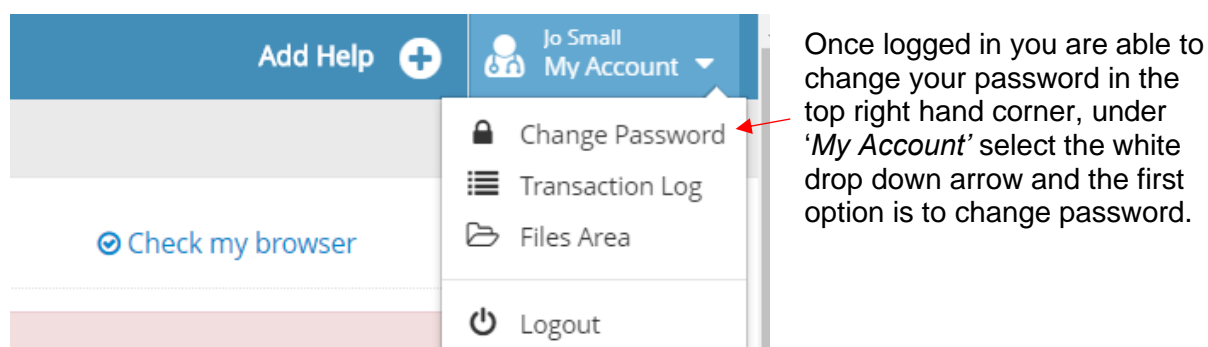 Add Help
Jo Small
My Account
Change Password
Transaction Log
Files Area
Logout
Check my browser
Once logged in you are able to
change your password in the
top right hand corner, under
‘My Account’ select the white
drop down arrow and the first
option is to change password.